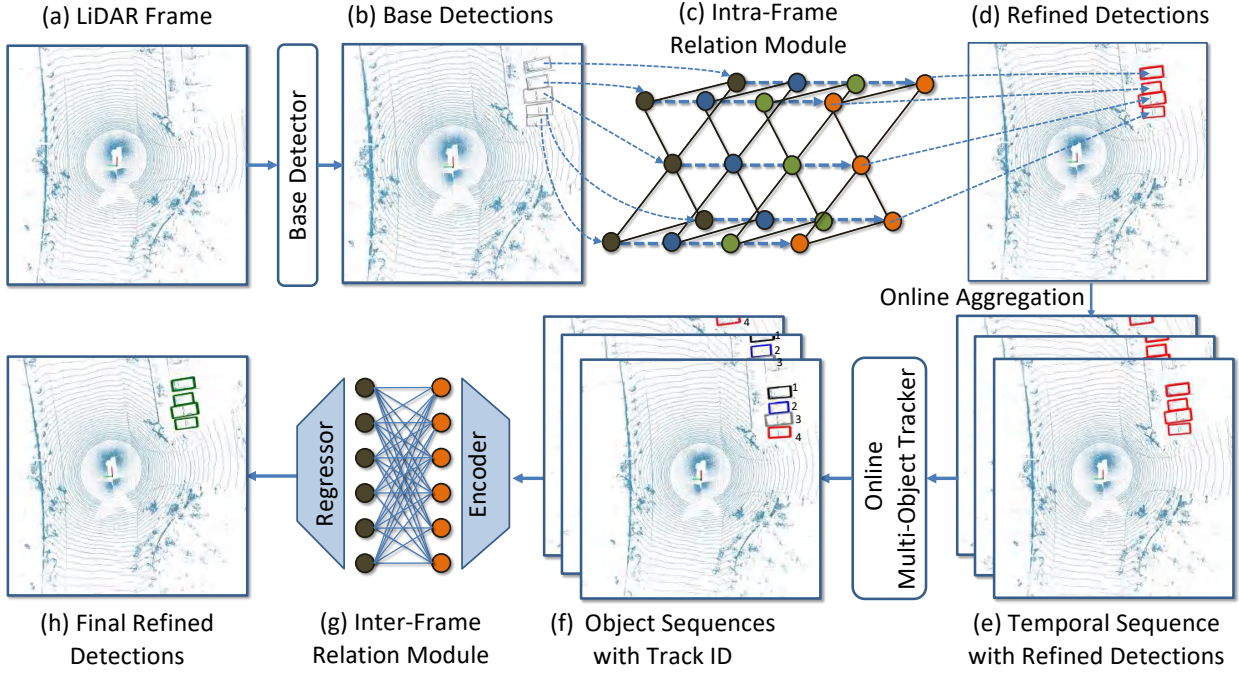 (a) LiDAR Frame
(b) Base Detections
(c) Intra-Frame
Relation Module
(d) Refined Detections
Base Detector
Online Aggregation
4
1
2
3
1
2
3
4
Regressor
Encoder
Online
Multi-Object Tracker
(h) Final Refined
Detections
(g) Inter-Frame
Relation Module
(f) Object Sequences
with Track ID
(e) Temporal Sequence
with Refined Detections